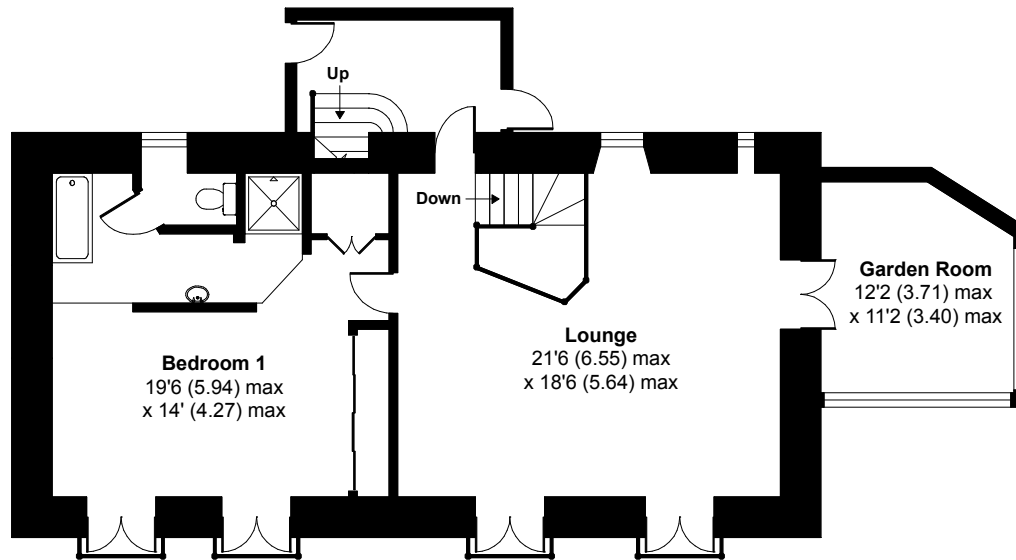 Up
Down
Garden Room
12'2 (3.71) max
x 11'2 (3.40) max
Lounge
21'6 (6.55) max
x 18'6 (5.64) max
Bedroom 1
19'6 (5.94) max
x 14' (4.27) max